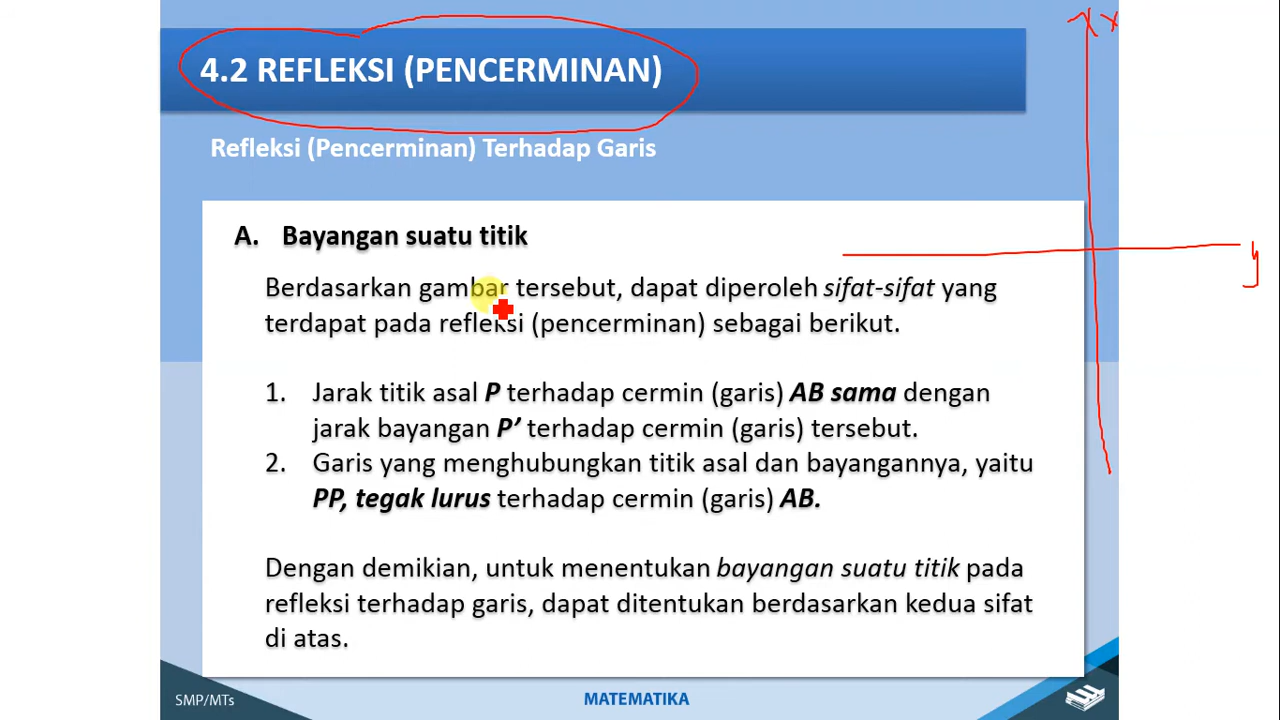 4.2 REFLEKSI (PENCERMINAN)
x x
Refleksi (Pencerminan) Terhadap Garis
A. Bayangan suatu titik
y
Berdasarkan gambar tersebut, dapat diperoleh sifat-sifat yang
terdapat pada refleksi (pencerminan) sebagai berikut.
1. Jarak titik asal P terhadap cermin (garis) AB sama dengan
jarak bayangan P’ terhadap cermin (garis) tersebut.
2. Garis yang menghubungkan titik asal dan bayangannya, yaitu
PP, tegak lurus terhadap cermin (garis) AB.
Dengan demikian, untuk menentukan bayangan suatu titik pada
refleksi terhadap garis, dapat ditentukan berdasarkan kedua sifat
di atas.
SMP/MTs
MATEMATIKA